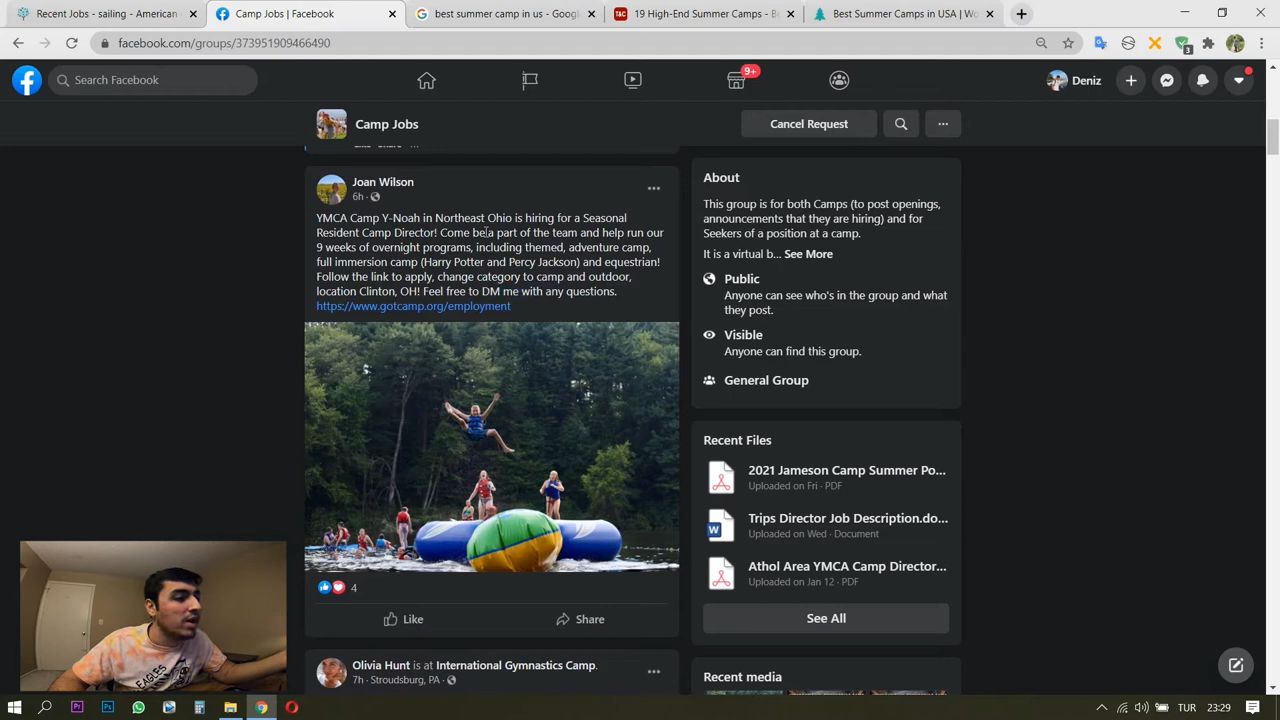 Recent Jobs - sailing - American
Camp Jobs | Facebook
best summer camp in us - Google
19 High-End Summer Camps - Be
Best Summer Camps in USA | Wo
facebook.com/groups/373951909466490
3
Search Facebook
9+
Deniz
Camp Jobs
Cancel Request
Joan Wilson
6h ·
YMCA Camp Y-Noah in Northeast Ohio is hiring for a Seasonal
Resident Camp Director! Come be a part of the team and help run our
9 weeks of overnight programs, including themed, adventure camp,
full immersion camp (Harry Potter and Percy Jackson) and equestrian!
Follow the link to apply, change category to camp and outdoor,
location Clinton, OH! Feel free to DM me with any questions.
https://www.gotcamp.org/employment
4
Like
Share
Olivia Hunt is at International Gymnastics Camp.
7h · Stroudsburg, PA ·
About
This group is for both Camps (to post openings,
announcements that they are hiring) and for
Seekers of a position at a camp.
It is a virtual b... See More
Public
Anyone can see who's in the group and what
they post.
Visible
Anyone can find this group.
General Group
Recent Files
2021 Jameson Camp Summer Po...
Uploaded on Fri · PDF
Trips Director Job Description.do...
Uploaded on Wed · Document
Athol Area YMCA Camp Director...
Uploaded on Jan 12 · PDF
See All
Recent media
TUR
23:29